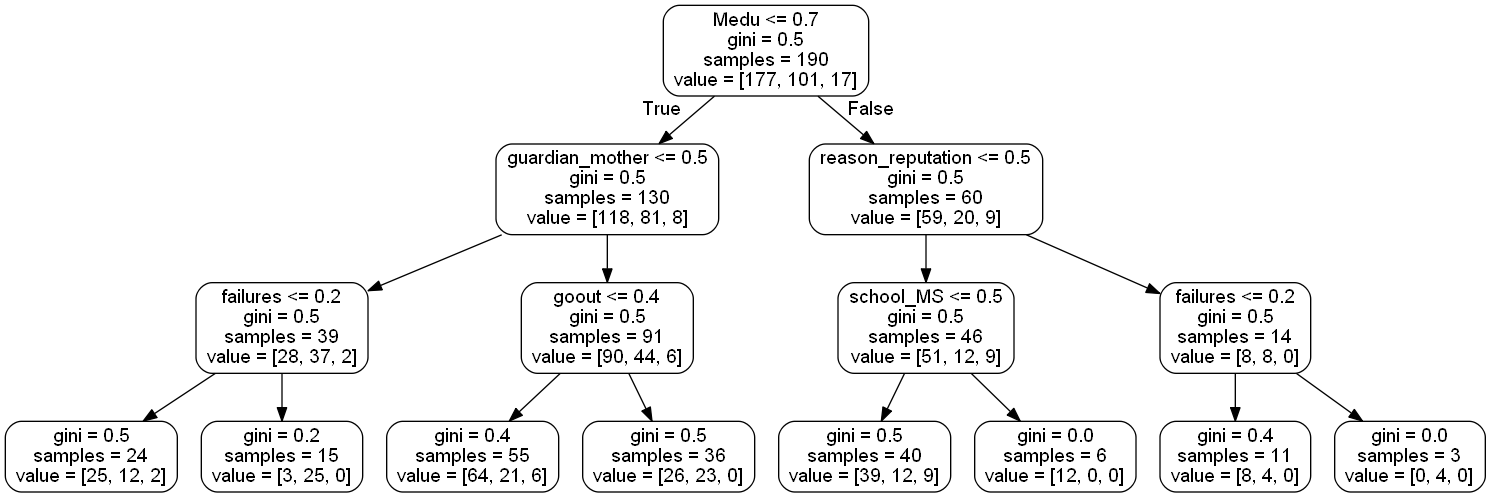 Medu <= 0.7
gini = 0.5
samples = 190
value = [177, 101, 17]
True
False
guardian_mother <= 0.5
gini = 0.5
samples = 130
value = [118, 81, 8]
reason_reputation <= 0.5
gini = 0.5
samples = 60
value = [59, 20, 9]
failures <= 0.2
gini = 0.5
samples = 39
value = [28, 37, 2]
goout <= 0.4
gini = 0.5
samples = 91
value = [90, 44, 6]
school_MS <= 0.5
gini = 0.5
samples = 46
value = [51, 12, 9]
failures <= 0.2
gini = 0.5
samples = 14
value = [8, 8, 0]
gini = 0.5
samples = 24
value = [25, 12, 2]
gini = 0.2
samples = 15
value = [3, 25, 0]
gini = 0.4
samples = 55
value = [64, 21, 6]
gini = 0.5
samples = 36
value = [26, 23, 0]
gini = 0.5
samples = 40
value = [39, 12, 9]
gini = 0.0
samples = 6
value = [12, 0, 0]
gini = 0.4
samples = 11
value = [8, 4, 0]
gini = 0.0
samples = 3
value = [0, 4, 0]